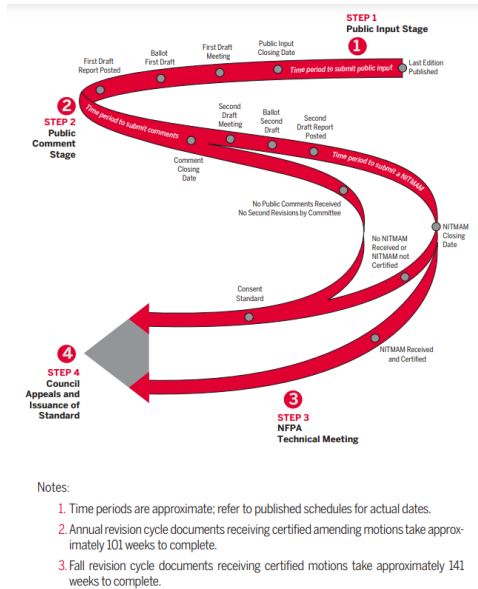 STEP 1
Public Input Stage
1
Last Edition
Published
Time period to submit public input
Public Input
Closing Date
First Draft
Meeting
Ballot
First Draft
First Draft
Report Posted
2
STEP 2
Public
Comment
Stage
Time period to submit comments
Comment
Closing
Date
Second
Draft
Meeting
Ballot
Second
Draft
Second
Draft Report
Posted
Time period to submit a NITMAM
No Public Comments Received
No Second Revisions by Committee
NITMAM
Closing
Date
No NITMAM
Received or
NITMAM not
Certified
Consent
Standard
NITMAM Received
and Certified
3
STEP 3
NFPA
Technical Meeting
4
STEP 4
Council
Appeals and
Issuance of
Standard
Notes:
1. Time periods are approximate; refer to published schedules for actual dates.
2. Annual revision cycle documents receiving certified amending motions take approx-
imately 101 weeks to complete.
3. Fall revision cycle documents receiving certified motions take approximately 141
weeks to complete.